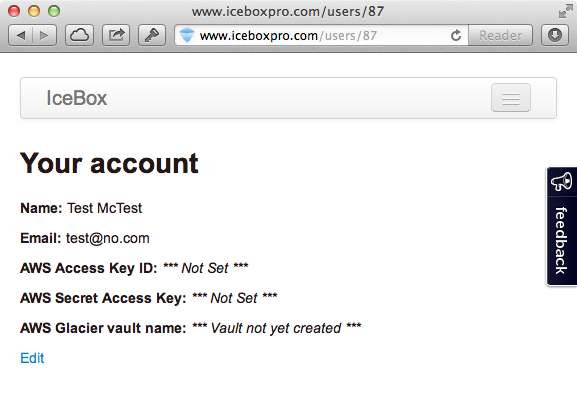 www.iceboxpro.com/users/87
www.iceboxpro.com/users/87
Reader
IceBox
Your account
Name: Test McTest
Email: test@no.com
AWS Access Key ID: *** Not Set ***
AWS Secret Access Key: *** Not Set ***
AWS Glacier vault name: *** Vault not yet created ***
Edit
feedback